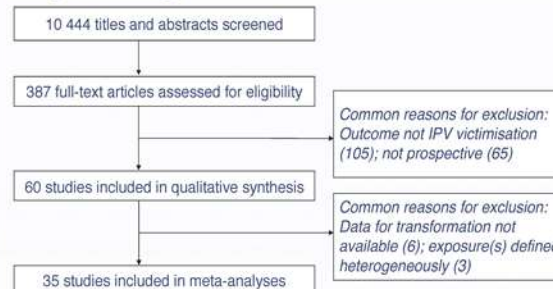 10 444 titles and abstracts screened
387 full-text articles assessed for eligibility
Common reasons for exclusion:
Outcome not IPV victimisation
(105); not prospective (65)
60 studies included in qualitative synthesis
Common reasons for exclusion:
Data for transformation not
available (6); exposure(s) defined
heterogeneously (3)
35 studies included in meta-analyses